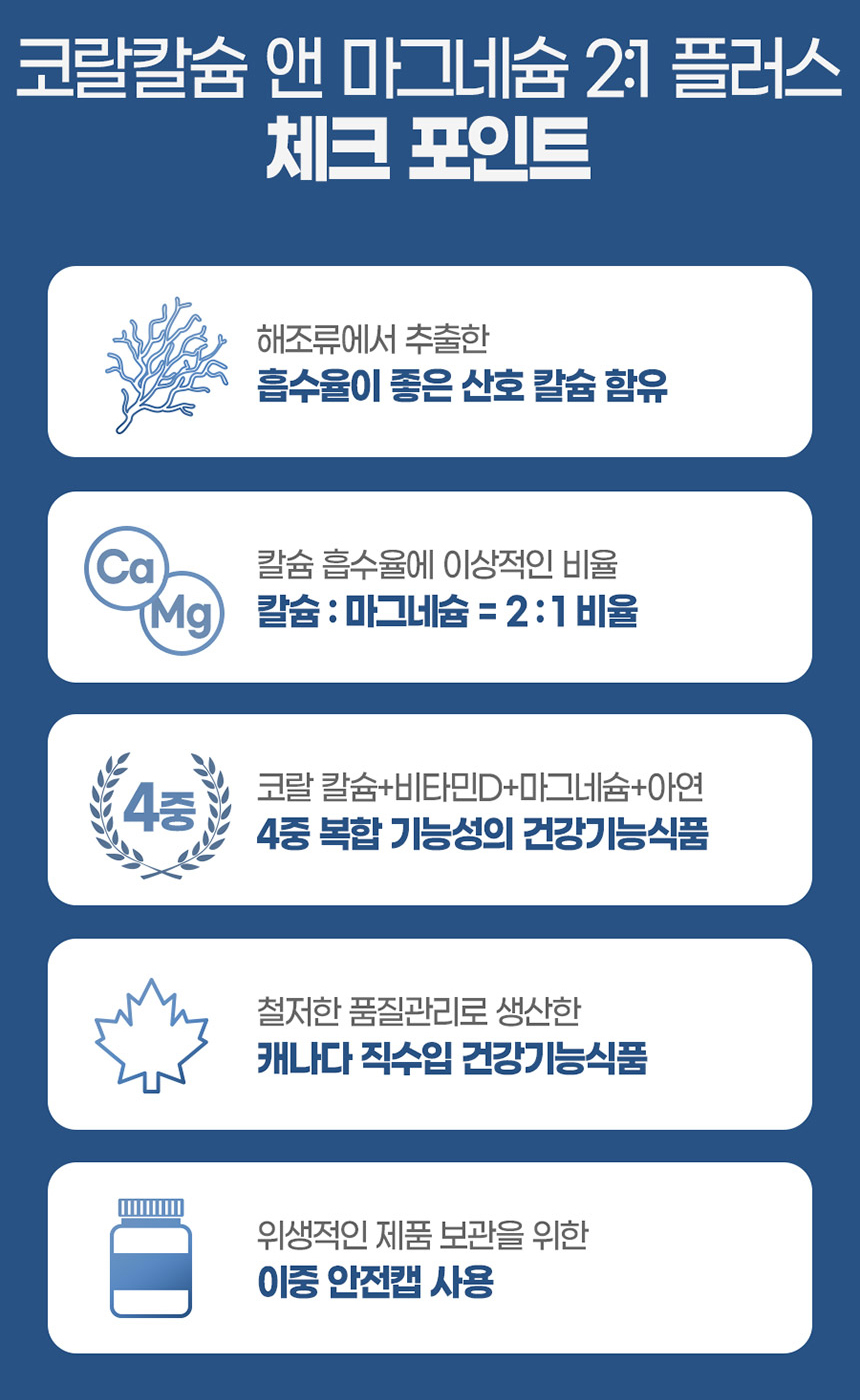 코랄칼슘 앤 마그네슘 2:1 플러스
체크 포인트
해조류에서 추출한
흡수율이 좋은 산호 칼슘 함유
Ca
Mg
칼슘 흡수율에 이상적인 비율
칼슘 : 마그네슘 = 2 : 1 비율
4중
코랄 칼슘+비타민D+마그네슘+아연
4중 복합 기능성의 건강기능식품
철저한 품질관리로 생산한
캐나다 직수입 건강기능식품
위생적인 제품 보관을 위한
이중 안전캡 사용